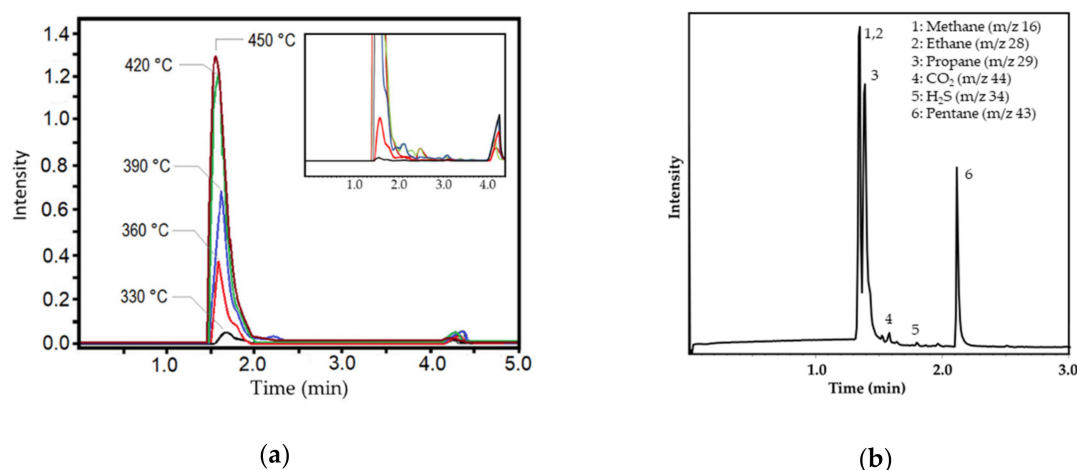 (a)
Intensity
1.4
1.2
1.0
0.8
0.6
0.4
0.2
0.0
450 °C
420 °C
390 °C
360 °C
330 °C
1.0 2.0 3.0 4.0
1.0 2.0 3.0 4.0 5.0
Time (min)
(b)
Intensity
1,2
3
4
5
6
1: Methane (m/z 16)
2: Ethane (m/z 28)
3: Propane (m/z 29)
4: CO₂ (m/z 44)
5: H₂S (m/z 34)
6: Pentane (m/z 43)
1.0 2.0 3.0
Time (min)
(a)
(b)